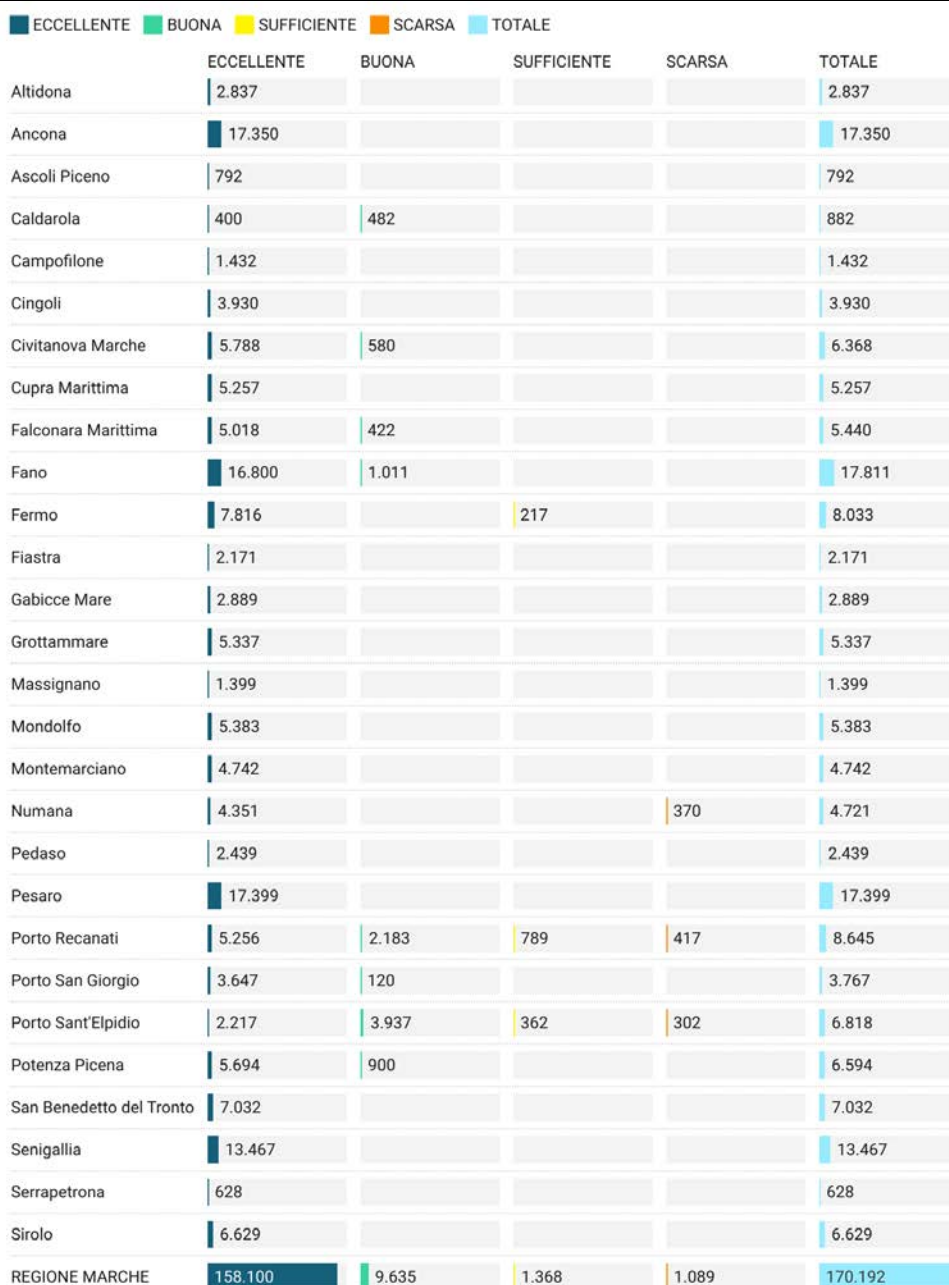 ECCELLENTE BUONA SUFFICIENTE SCARSA TOTALE
ECCELLENTE BUONA SUFFICIENTE SCARSA TOTALE
Altidona 2.837 2.837
Ancona 17.350 17.350
Ascoli Piceno 792 792
Caldarola 400 482 882
Campofilone 1.432 1.432
Cingoli 3.930 3.930
Civitanova Marche 5.788 580 6.368
Cupra Marittima 5.257 5.257
Falconara Marittima 5.018 422 5.440
Fano 16.800 1.011 17.811
Fermo 7.816 217 8.033
Fiastra 2.171 2.171
Gabicce Mare 2.889 2.889
Grottammare 5.337 5.337
Massignano 1.399 1.399
Mondolfo 5.383 5.383
Montemarciano 4.742 4.742
Numana 4.351 370 4.721
Pedaso 2.439 2.439
Pesaro 17.399 17.399
Porto Recanati 5.256 2.183 789 417 8.645
Porto San Giorgio 3.647 120 3.767
Porto Sant'Elpidio 2.217 3.937 362 302 6.818
Potenza Picena 5.694 900 6.594
San Benedetto del Tronto 7.032 7.032
Senigallia 13.467 13.467
Serrapetrona 628 628
Sirolo 6.629 6.629
REGIONE MARCHE 158.100 9.635 1.368 1.089 170.192